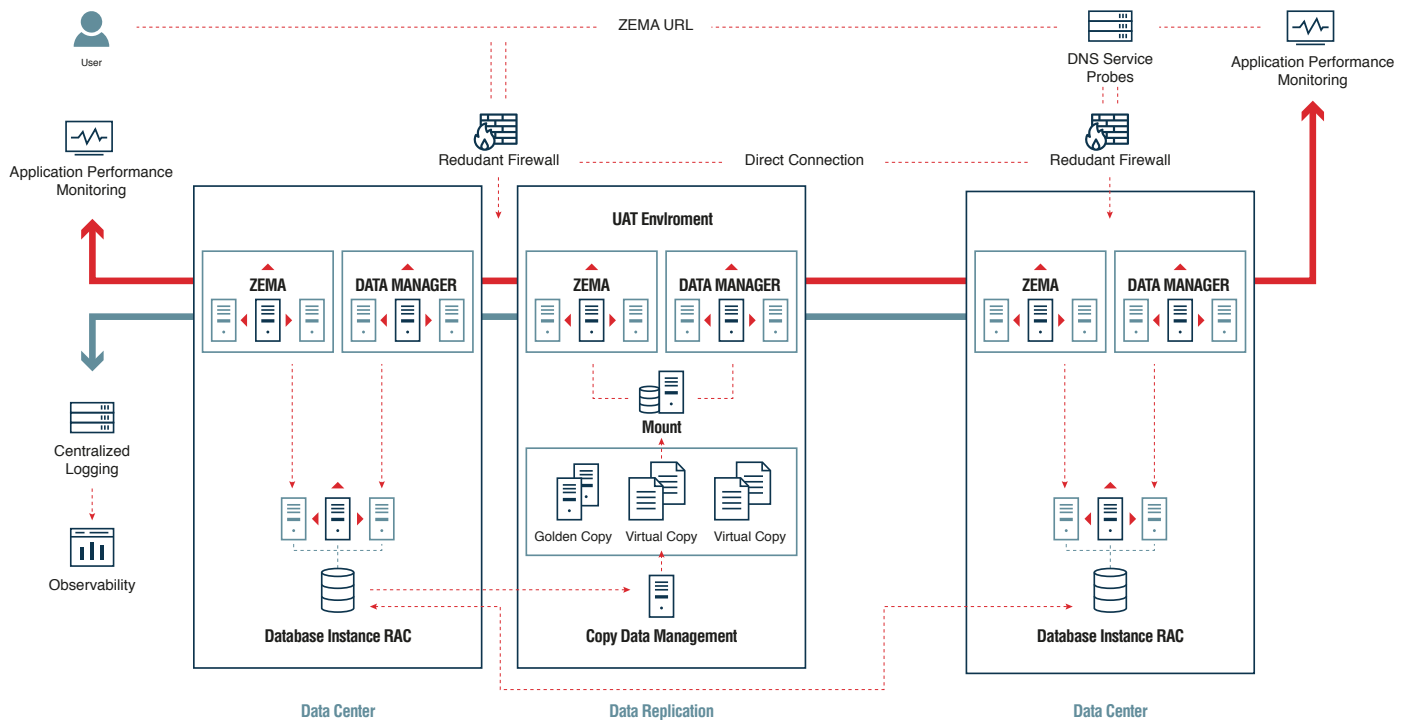 ZEMA URL
User
DNS Service
Probes
Application Performance
Monitoring
Application Performance
Monitoring
Redudant Firewall
Direct Connection
Redudant Firewall
UAT Enviroment
ZEMA
DATA MANAGER
ZEMA
DATA MANAGER
ZEMA
DATA MANAGER
Mount
Centralized
Logging
Golden Copy
Virtual Copy
Virtual Copy
Observability
Database Instance RAC
Copy Data Management
Database Instance RAC
Data Center
Data Replication
Data Center